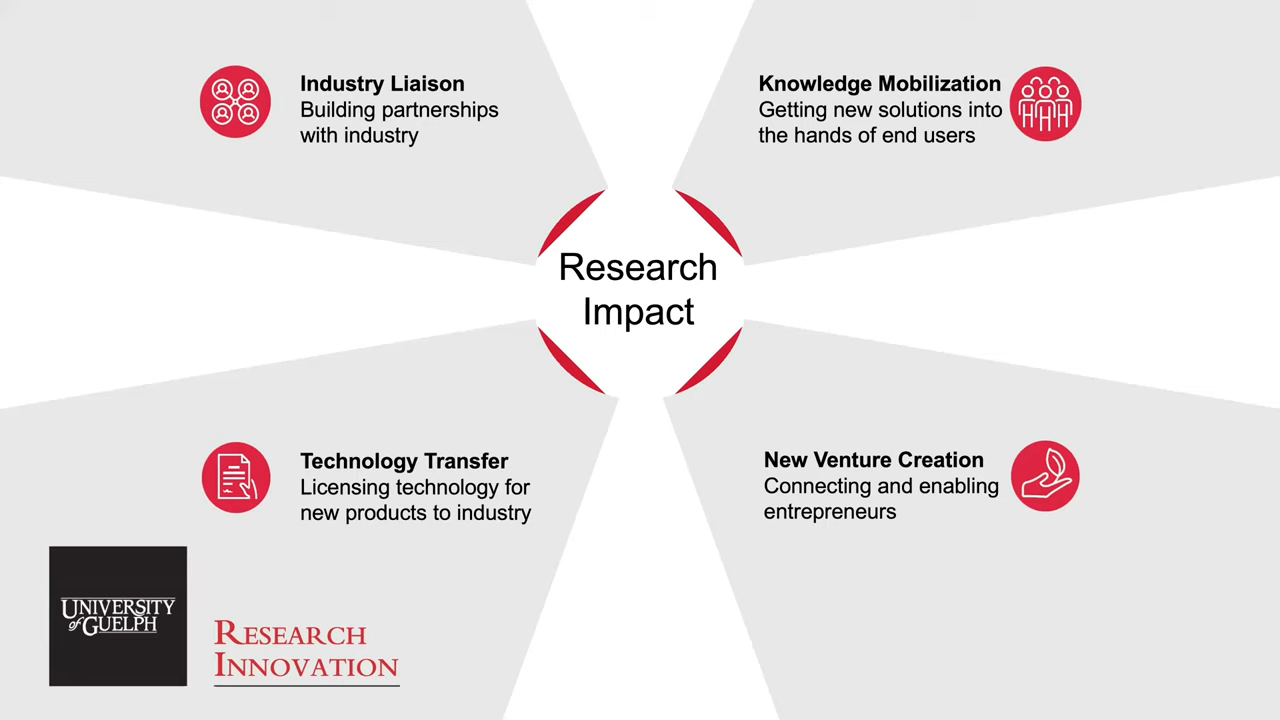 Industry Liaison
Building partnerships
with industry
Knowledge Mobilization
Getting new solutions into
the hands of end users
Research
Impact
Technology Transfer
Licensing technology for
new products to industry
New Venture Creation
Connecting and enabling
entrepreneurs
UNIVERSITY
of GUELPH
RESEARCH
INNOVATION